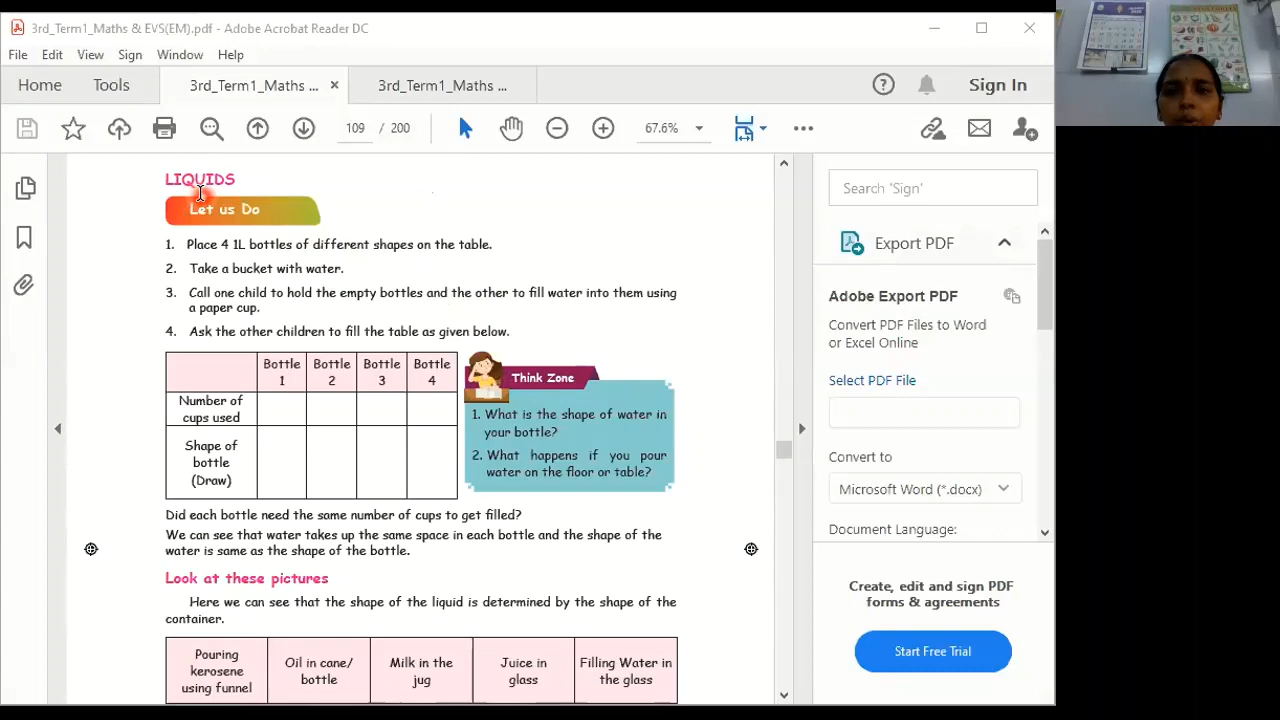 3rd_Term1_Maths & EVS(EM).pdf - Adobe Acrobat Reader DC
File Edit View Sign Window Help
Home Tools 3rd_Term1_Maths ... × 3rd_Term1_Maths ... Sign In
109 / 200 67.6%
LIQUIDS
Let us Do
1. Place 4 1L bottles of different shapes on the table.
2. Take a bucket with water.
3. Call one child to hold the empty bottles and the other to fill water into them using
a paper cup.
4. Ask the other children to fill the table as given below.
Bottle 1 Bottle 2 Bottle 3 Bottle 4
Number of cups used
Shape of bottle (Draw)
Think Zone
1. What is the shape of water in
your bottle?
2. What happens if you pour
water on the floor or table?
Did each bottle need the same number of cups to get filled?
We can see that water takes up the same space in each bottle and the shape of the
water is same as the shape of the bottle.
Look at these pictures
Here we can see that the shape of the liquid is determined by the shape of the
container.
Pouring kerosene using funnel
Oil in cane/ bottle
Milk in the jug
Juice in glass
Filling Water in the glass
Search 'Sign'
Export PDF
Adobe Export PDF
Convert PDF Files to Word
or Excel Online
Select PDF File
Convert to
Microsoft Word (*.docx)
Document Language:
Create, edit and sign PDF
forms & agreements
Start Free Trial